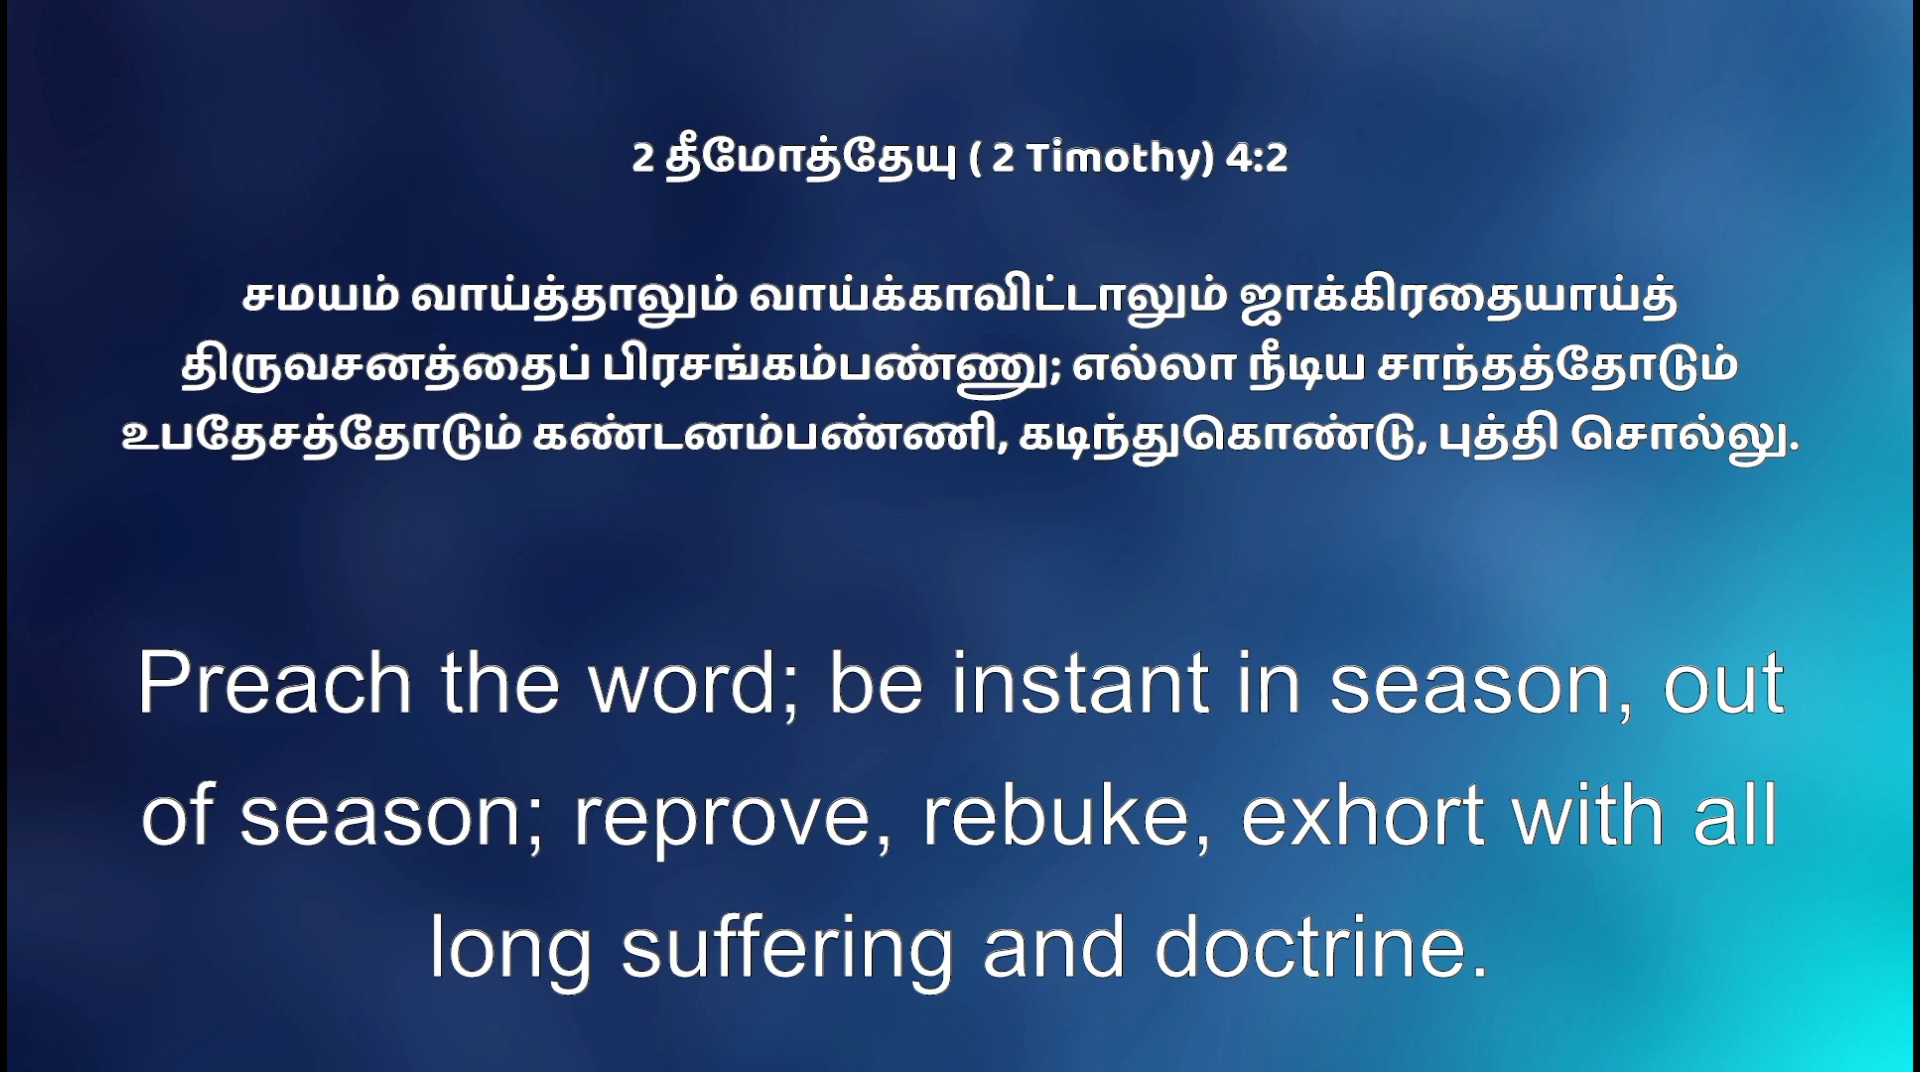 2 தீமோத்தேயு ( 2 Timothy) 4:2
சமயம் வாய்த்தாலும் வாய்க்காவிட்டாலும் ஜாக்கிரதையாய்த்
திருவசனத்தைப் பிரசங்கம்பண்ணு; எல்லா நீடிய சாந்தத்தோடும்
உபதேசத்தோடும் கண்டனம்பண்ணி, கடிந்துகொண்டு, புத்தி சொல்லு.
Preach the word; be instant in season, out
of season; reprove, rebuke, exhort with all
long suffering and doctrine.